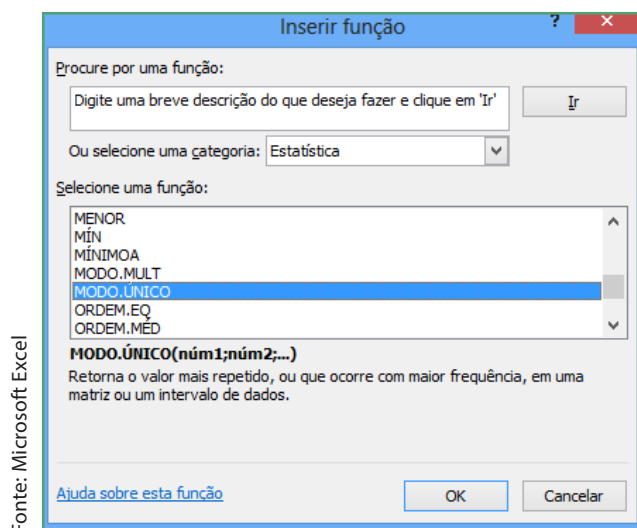 Inserir função
?
×
Procure por uma função:
Digite uma breve descrição do que deseja fazer e clique em 'Ir'
Ir
Ou selecione uma categoria: Estatística
Selecione uma função:
MENOR
MÍN
MÍNIMOA
MODO.MULT
MODO.ÚNICO
ORDEM.EQ
ORDEM.MÉD
MODO.ÚNICO(núm1;núm2;...)
Retorna o valor mais repetido, ou que ocorre com maior frequência, em uma
matriz ou um intervalo de dados.
Ajuda sobre esta função
OK
Cancelar
Fonte: Microsoft Excel